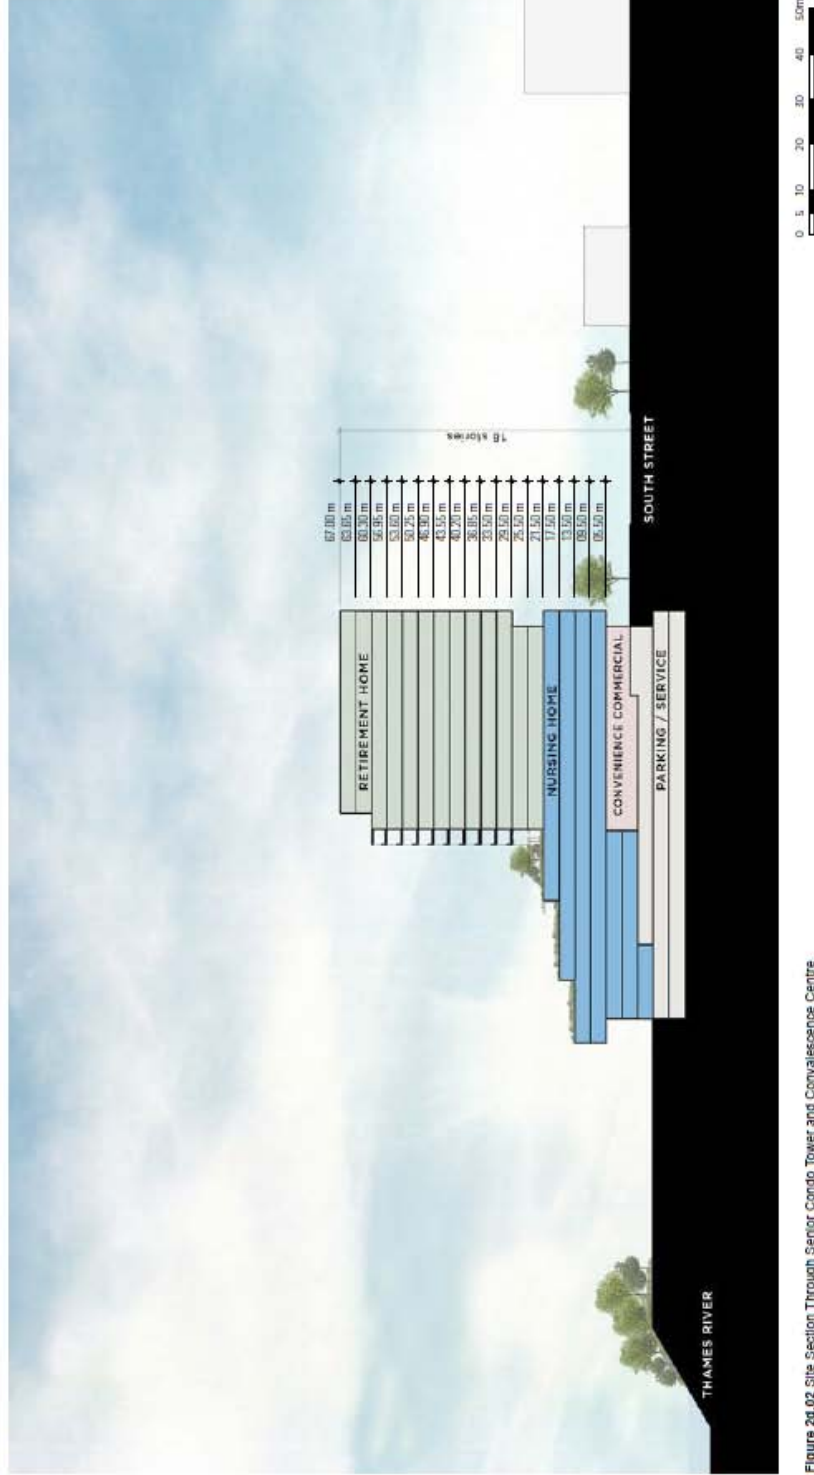 67.00 m
63.65 m
60.30 m
56.95 m
53.60 m
50.25 m
46.90 m
43.55 m
40.20 m
36.85 m
33.50 m
29.50 m
25.50 m
21.50 m
17.50 m
13.50 m
09.50 m
05.50 m
18 stories
RETIREMENT HOME
NURSING HOME
CONVENIENCE COMMERCIAL
PARKING / SERVICE
SOUTH STREET
THAMES RIVER
0 5 10 20 30 40 50m
Figure 2d.02 Site Section Through Senior Condo Tower and Convalescence Centre